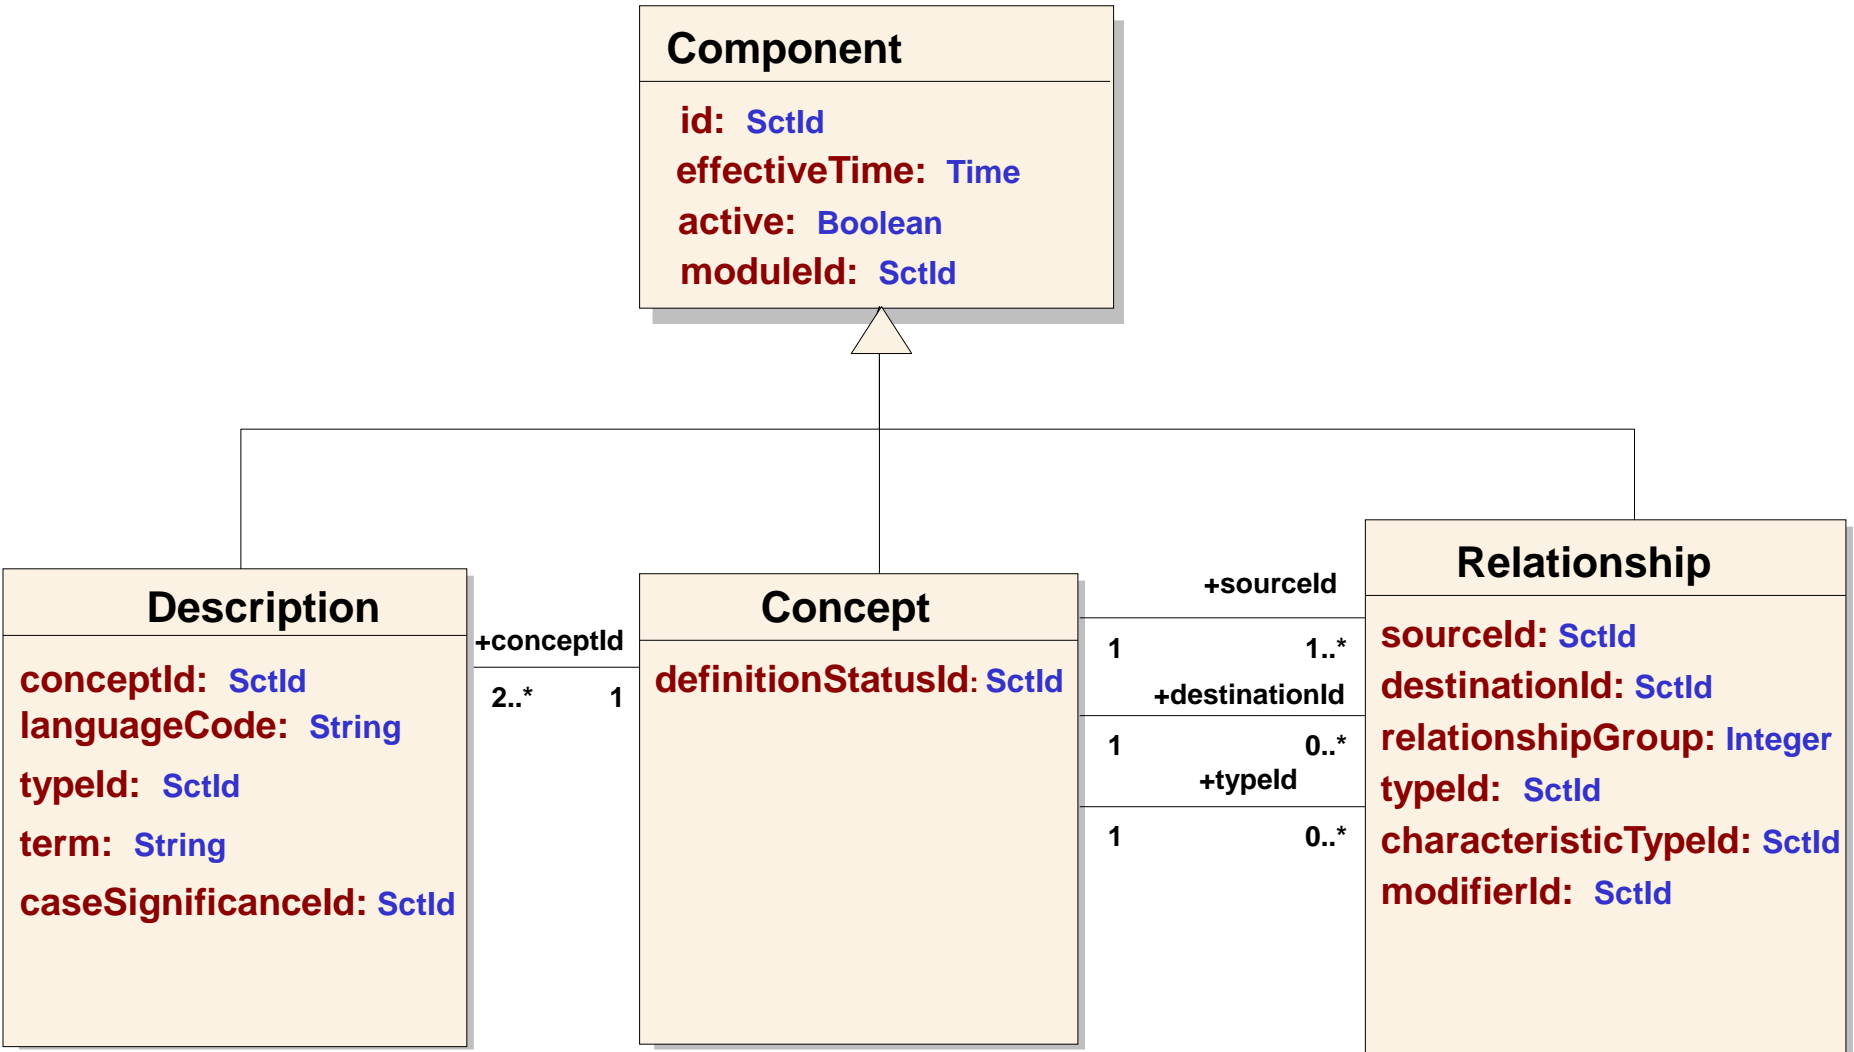 Component
id: SctId
effectiveTime: Time
active: Boolean
moduleId: SctId
Description
conceptId: SctId
languageCode: String
typeId: SctId
term: String
caseSignificanceId: SctId
+conceptId
2..* 1
Concept
definitionStatusId: SctId
+sourceId
1 1..*
+destinationId
1 0..*
+typeId
1 0..*
Relationship
sourceId: SctId
destinationId: SctId
relationshipGroup: Integer
typeId: SctId
characteristicTypeId: SctId
modifierId: SctId